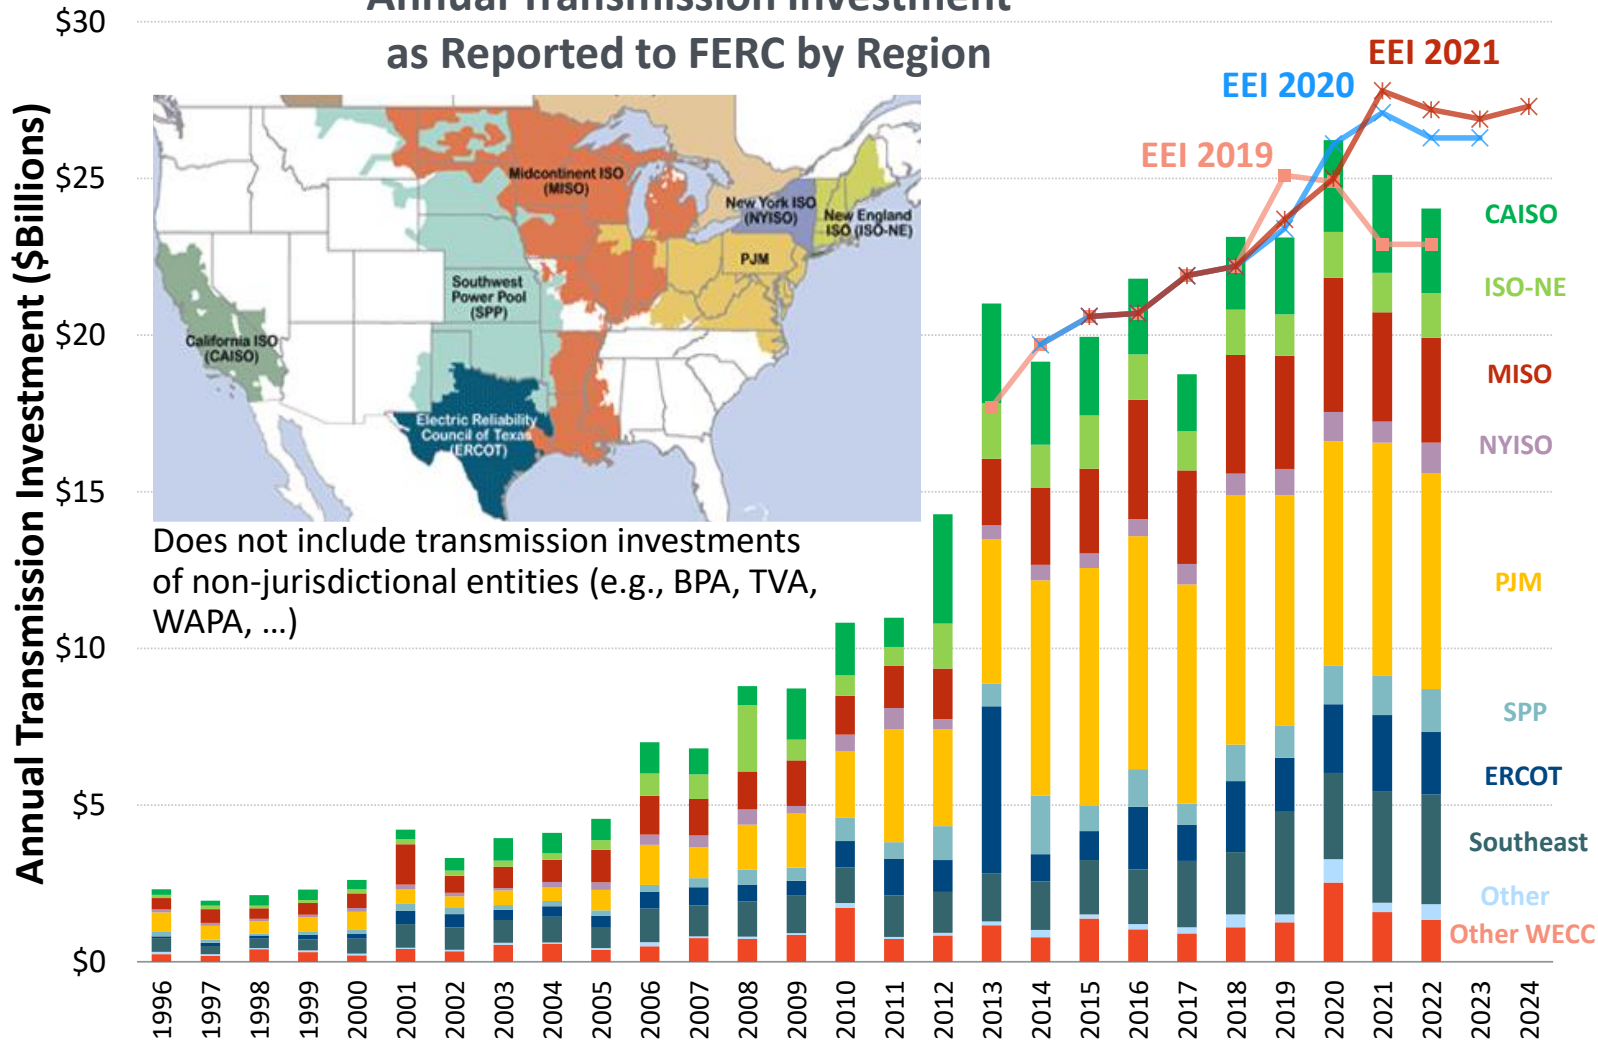 Annual Transmission Investment
as Reported to FERC by Region
Annual Transmission Investment ($Billions)
$30
$25
$20
$15
$10
$5
$0
EEI 2021
EEI 2020
EEI 2019
Midcontinent ISO
(MISO)
New York ISO
(NYISO)
New England
ISO (ISO-NE)
PJM
Southwest
Power Pool
(SPP)
California ISO
(CAISO)
Electric Reliability
Council of Texas
(ERCOT)
Does not include transmission investments
of non-jurisdictional entities (e.g., BPA, TVA,
WAPA, …)
CAISO
ISO-NE
MISO
NYISO
PJM
SPP
ERCOT
Southeast
Other
Other WECC
1996
1997
1998
1999
2000
2001
2002
2003
2004
2005
2006
2007
2008
2009
2010
2011
2012
2013
2014
2015
2016
2017
2018
2019
2020
2021
2022
2023
2024